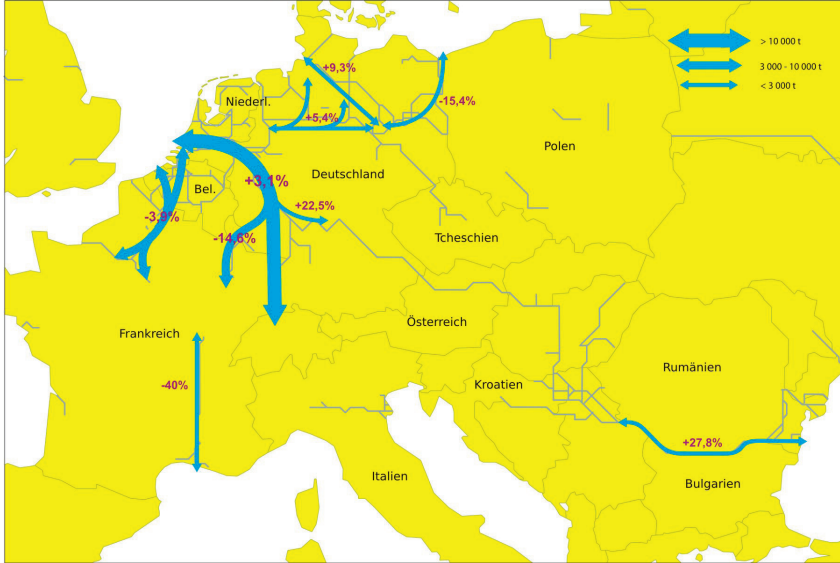 > 10 000 t
3 000 - 10 000 t
< 3 000 t
+9,3%
Niederl.
-15,4%
+5,4%
Polen
Deutschland
+3,1%
Bel.
+22,5%
-3,9%
-14,6%
Tcheschien
Österreich
Frankreich
Rumänien
-40%
Kroatien
+27,8%
Italien
Bulgarien